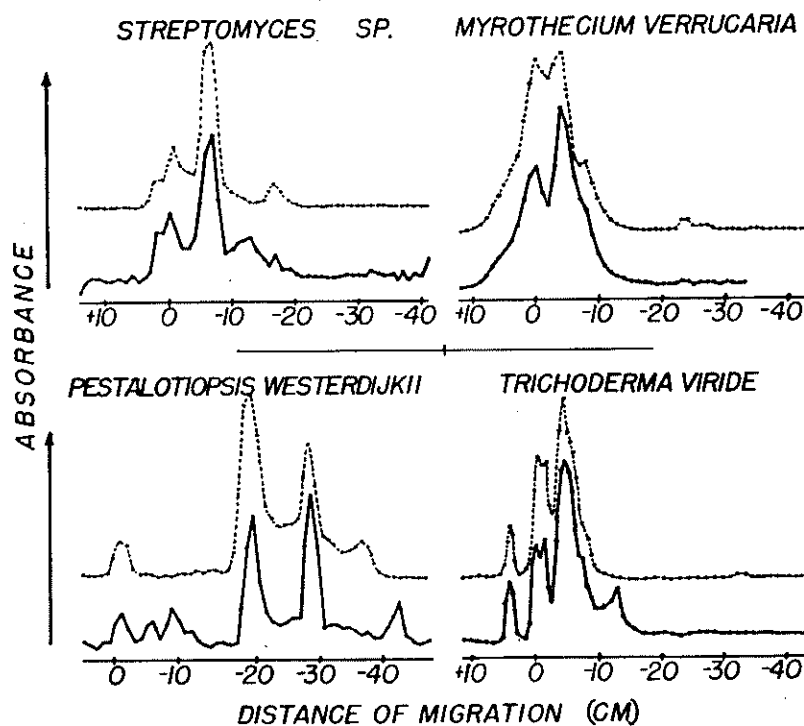 STREPTOMYCES SP.
MYROTHECIUM VERRUCARIA
ABSORBANCE
+10 0 -10 -20 -30 -40
+10 0 -10 -20 -30 -40
PESTALOTIOPSIS WESTERDIJKII
TRICHODERMA VIRIDE
0 -10 -20 -30 -40
+10 0 -10 -20 -30 -40
DISTANCE OF MIGRATION (CM)